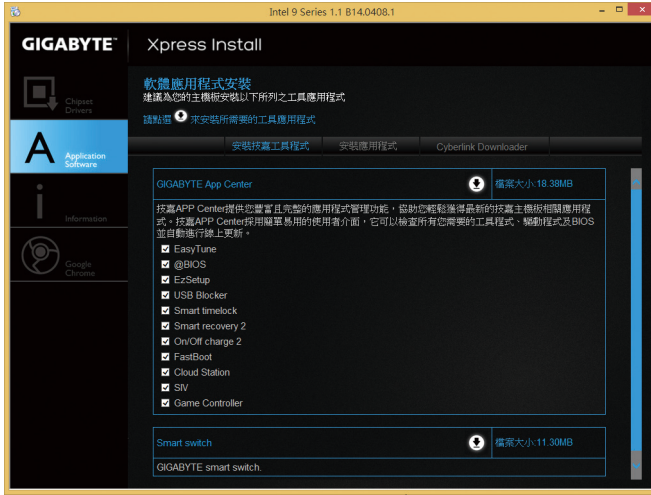 Intel 9 Series 1.1 B14.0408.1
GIGABYTE™
Xpress Install
Chipset
Drivers
Application
Software
Information
Google
Chrome
軟體應用程式安裝
建議為您的主機板安裝以下所列之工具應用程式
請點選 來安裝所需要的工具應用程式
安裝技嘉工具程式 安裝應用程式 Cyberlink Downloader
GIGABYTE App Center 檔案大小:18.38MB
技嘉APP Center提供您豐富且完整的應用程式管理功能，協助您輕鬆獲得最新的技嘉主機板相關應用程
式。技嘉APP Center採用簡單易用的使用者介面，它可以檢查所有您需要的工具程式、驅動程式及BIOS
並自動進行線上更新。
EasyTune
@BIOS
EzSetup
USB Blocker
Smart timelock
Smart recovery 2
On/Off charge 2
FastBoot
Cloud Station
SIV
Game Controller
Smart switch 檔案大小:11.30MB
GIGABYTE smart switch.